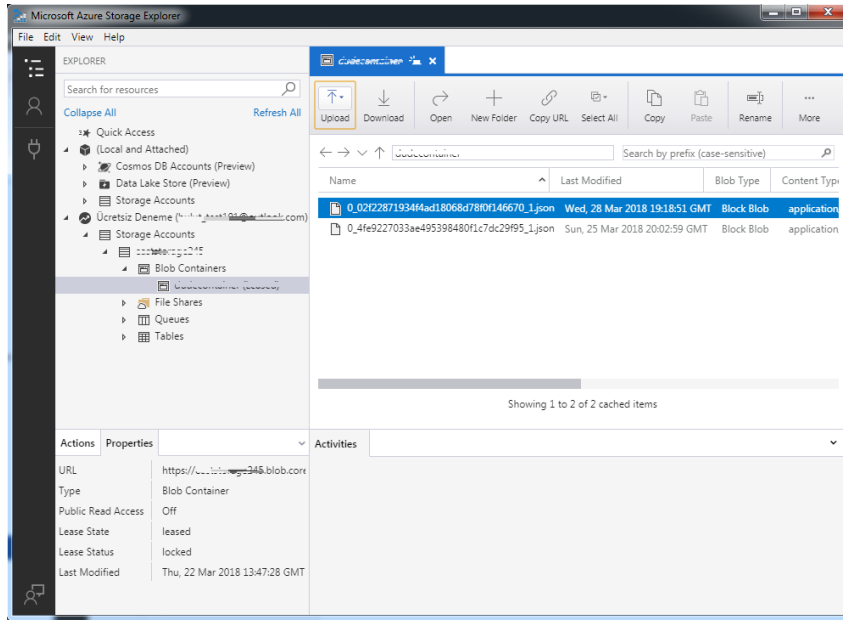 Microsoft Azure Storage Explorer
File Edit View Help
EXPLORER
Search for resources
Collapse All Refresh All
Quick Access
(Local and Attached)
Cosmos DB Accounts (Preview)
Data Lake Store (Preview)
Storage Accounts
Ücretsiz Deneme ( .com)
Storage Accounts
Blob Containers
File Shares
Queues
Tables
Actions Properties
URL https:// 345.blob.core
Type Blob Container
Public Read Access Off
Lease State leased
Lease Status locked
Last Modified Thu, 22 Mar 2018 13:47:28 GMT
Upload Download Open New Folder Copy URL Select All Copy Paste Rename More
Search by prefix (case-sensitive)
Name Last Modified Blob Type Content Type
0_02f22871934f4ad18068d78f0f146670_1.json Wed, 28 Mar 2018 19:18:51 GMT Block Blob application
0_4fe9227033ae495398480f1c7dc29f95_1.json Sun, 25 Mar 2018 20:02:59 GMT Block Blob application
Showing 1 to 2 of 2 cached items
Activities